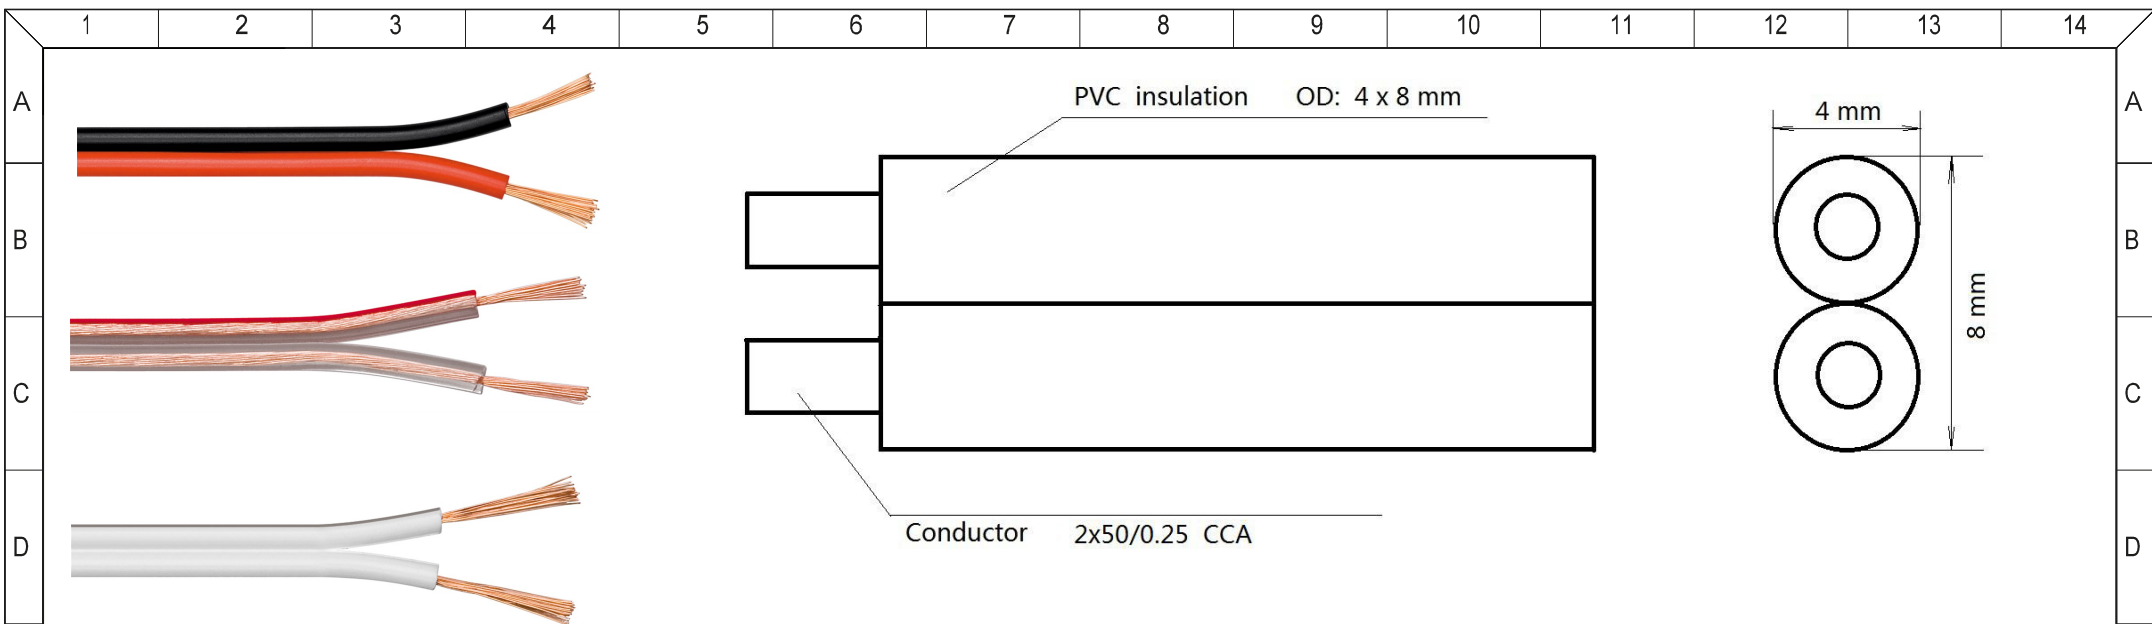 1 2 3 4 5 6 7 8 9 10 11 12 13 14
A A
PVC insulation OD: 4 x 8 mm
4 mm
B B
8 mm
C C
Conductor 2x50/0.25 CCA
D D